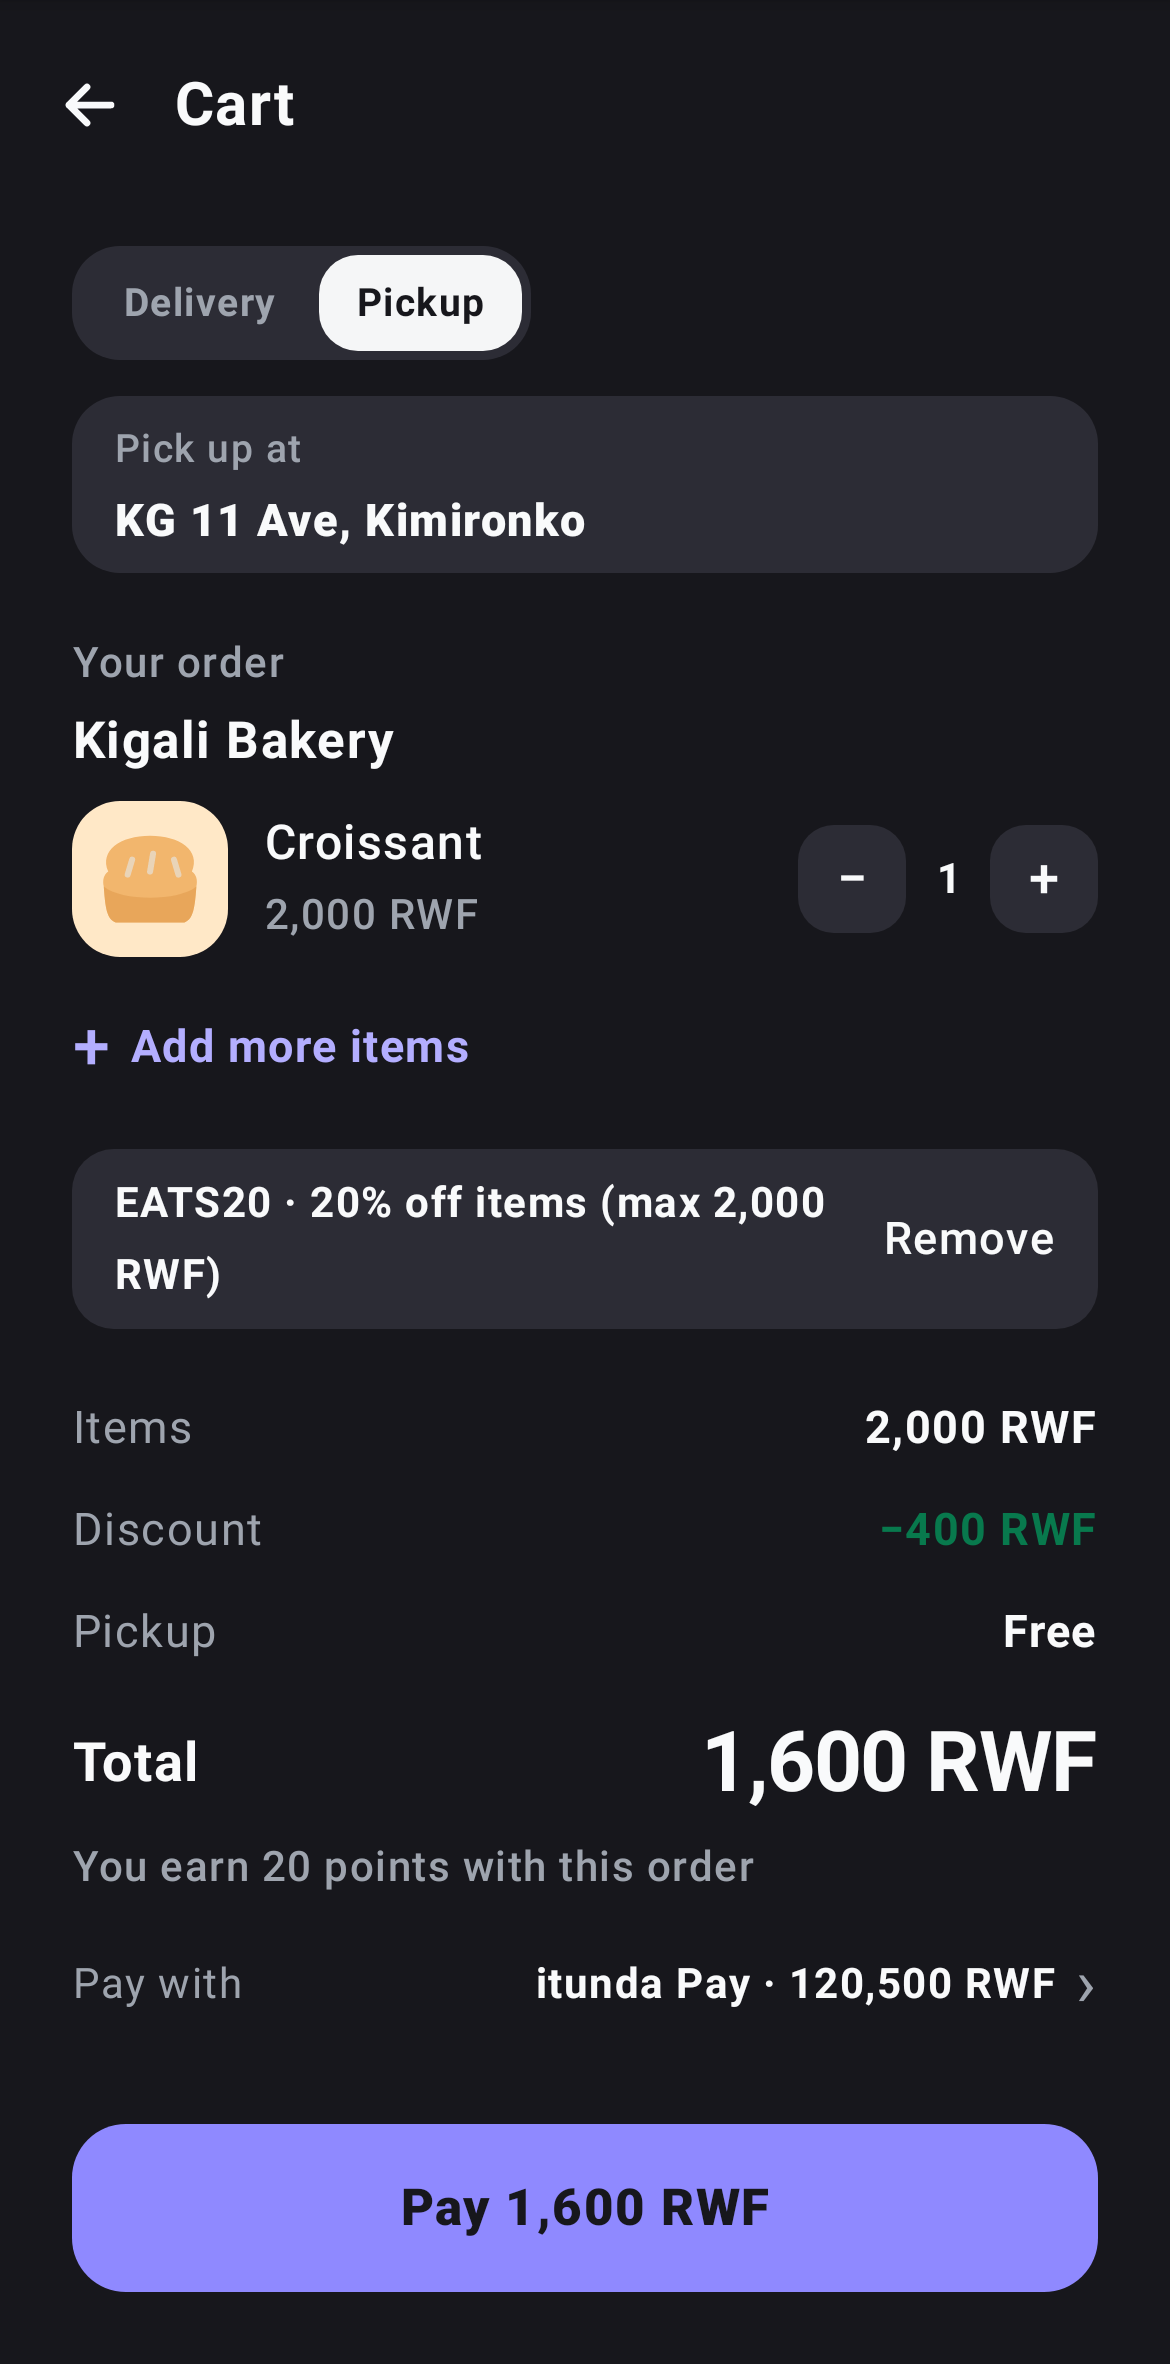 Cart
Delivery
Pickup
Pick up at
KG 11 Ave, Kimironko
Your order
Kigali Bakery
Croissant
2,000 RWF
− 1 +
+ Add more items
EATS20 · 20% off items (max 2,000
RWF)
Remove
Items 2,000 RWF
Discount −400 RWF
Pickup Free
Total 1,600 RWF
You earn 20 points with this order
Pay with itunda Pay · 120,500 RWF ›
Pay 1,600 RWF